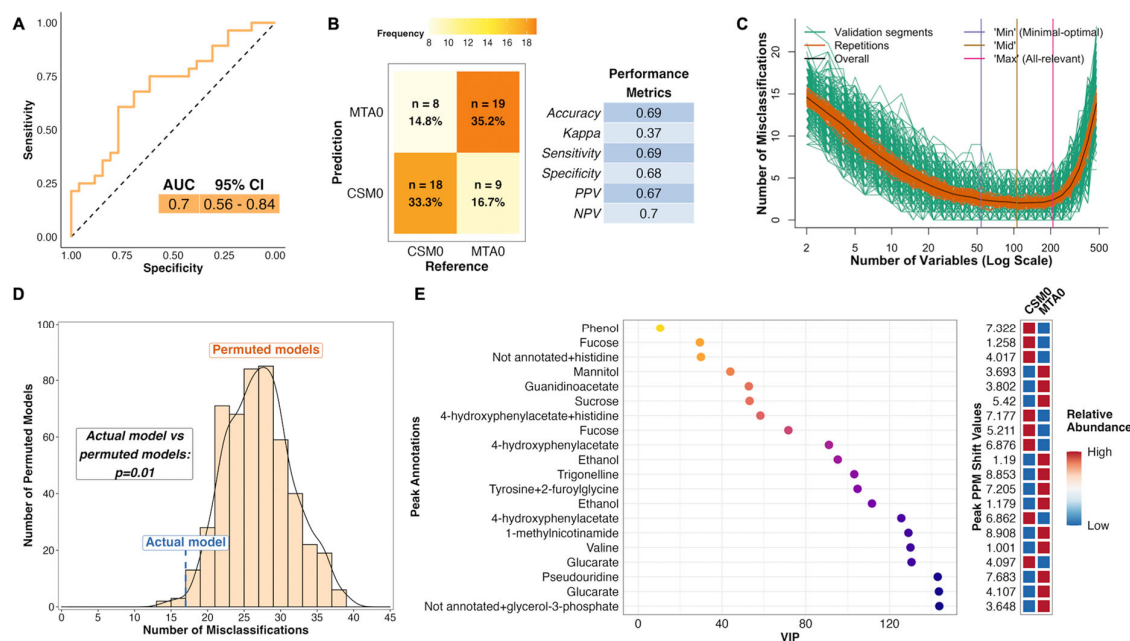 A
Sensitivity
1.00
0.75
0.50
0.25
0.00
AUC 95% CI
0.7 0.56 - 0.84
1.00 0.75 0.50 0.25 0.00
Specificity
B
Frequency
8 10 12 14 16 18
Prediction
MTA0
CSM0
n = 8
14.8%
n = 19
35.2%
n = 18
33.3%
n = 9
16.7%
CSM0 MTA0
Reference
Performance
Metrics
Accuracy 0.69
Kappa 0.37
Sensitivity 0.69
Specificity 0.68
PPV 0.67
NPV 0.7
C
Number of Misclassifications
20
15
10
5
0
Validation segments
Repetitions
Overall
'Min' (Minimal-optimal)
'Mid'
'Max' (All-relevant)
2 5 10 20 50 100 200 500
Number of Variables (Log Scale)
D
Number of Permuted Models
100
80
60
40
20
0
Permuted models
Actual model vs
permuted models:
p=0.01
Actual model
0 5 10 15 20 25 30 35 40 45
Number of Misclassifications
E
Peak Annotations
CSM0
MTA0
Phenol 7.322
Fucose 1.258
Not annotated+histidine 4.017
Mannitol 3.693
Guanidinoacetate 3.802
Sucrose 5.42
4-hydroxyphenylacetate+histidine 7.177
Fucose 5.211
4-hydroxyphenylacetate 6.876
Ethanol 1.19
Trigonelline 8.853
Tyrosine+2-furoylglycine 7.205
Ethanol 1.179
4-hydroxyphenylacetate 6.862
1-methylnicotinamide 8.908
Valine 1.001
Glucarate 4.097
Pseudouridine 7.683
Glucarate 4.107
Not annotated+glycerol-3-phosphate 3.648
0 40 80 120
VIP
Peak PPM Shift Values
Relative
Abundance
High
Low